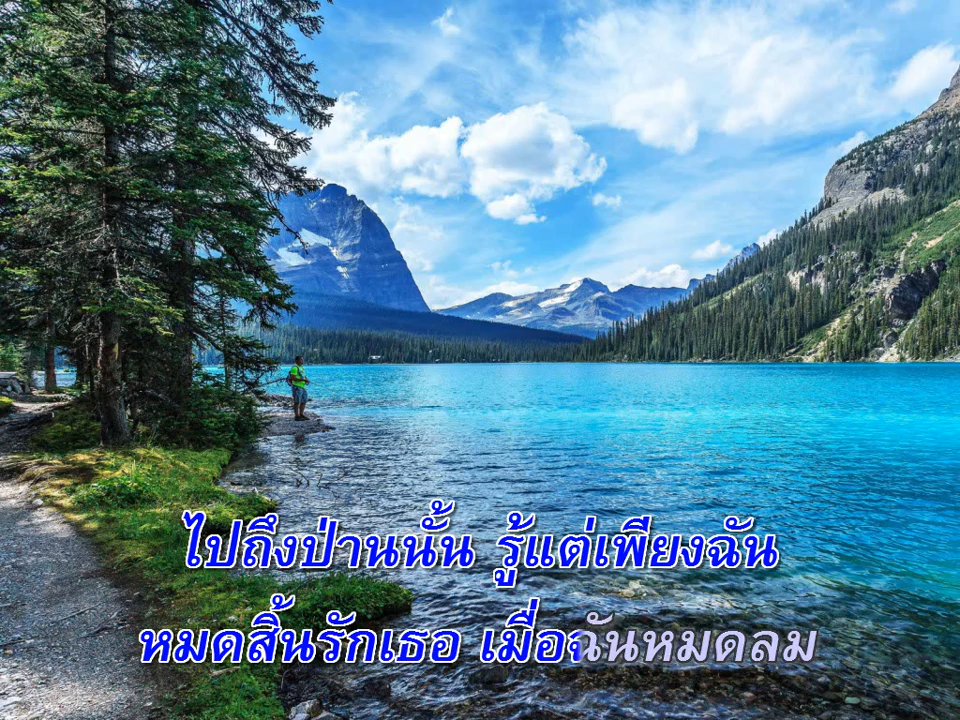 ไปถึงป่านนั้น รู้แต่เพียงฉัน
หมดสิ้นรักเธอ เมื่อฉันหมดลม